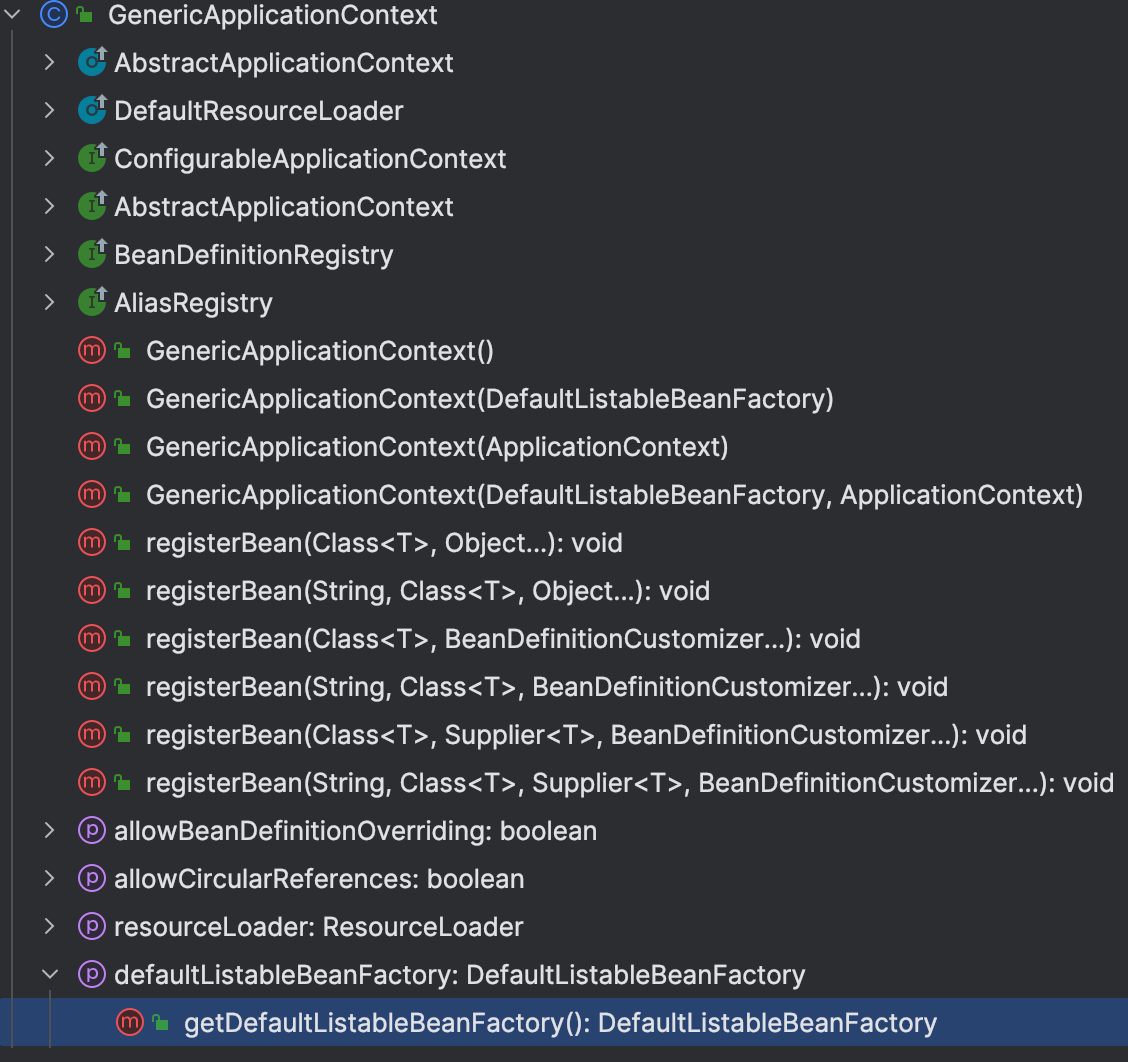 GenericApplicationContext
AbstractApplicationContext
DefaultResourceLoader
ConfigurableApplicationContext
AbstractApplicationContext
BeanDefinitionRegistry
AliasRegistry
GenericApplicationContext()
GenericApplicationContext(DefaultListableBeanFactory)
GenericApplicationContext(ApplicationContext)
GenericApplicationContext(DefaultListableBeanFactory, ApplicationContext)
registerBean(Class<T>, Object...): void
registerBean(String, Class<T>, Object...): void
registerBean(Class<T>, BeanDefinitionCustomizer...): void
registerBean(String, Class<T>, BeanDefinitionCustomizer...): void
registerBean(Class<T>, Supplier<T>, BeanDefinitionCustomizer...): void
registerBean(String, Class<T>, Supplier<T>, BeanDefinitionCustomizer...): void
allowBeanDefinitionOverriding: boolean
allowCircularReferences: boolean
resourceLoader: ResourceLoader
defaultListableBeanFactory: DefaultListableBeanFactory
getDefaultListableBeanFactory(): DefaultListableBeanFactory